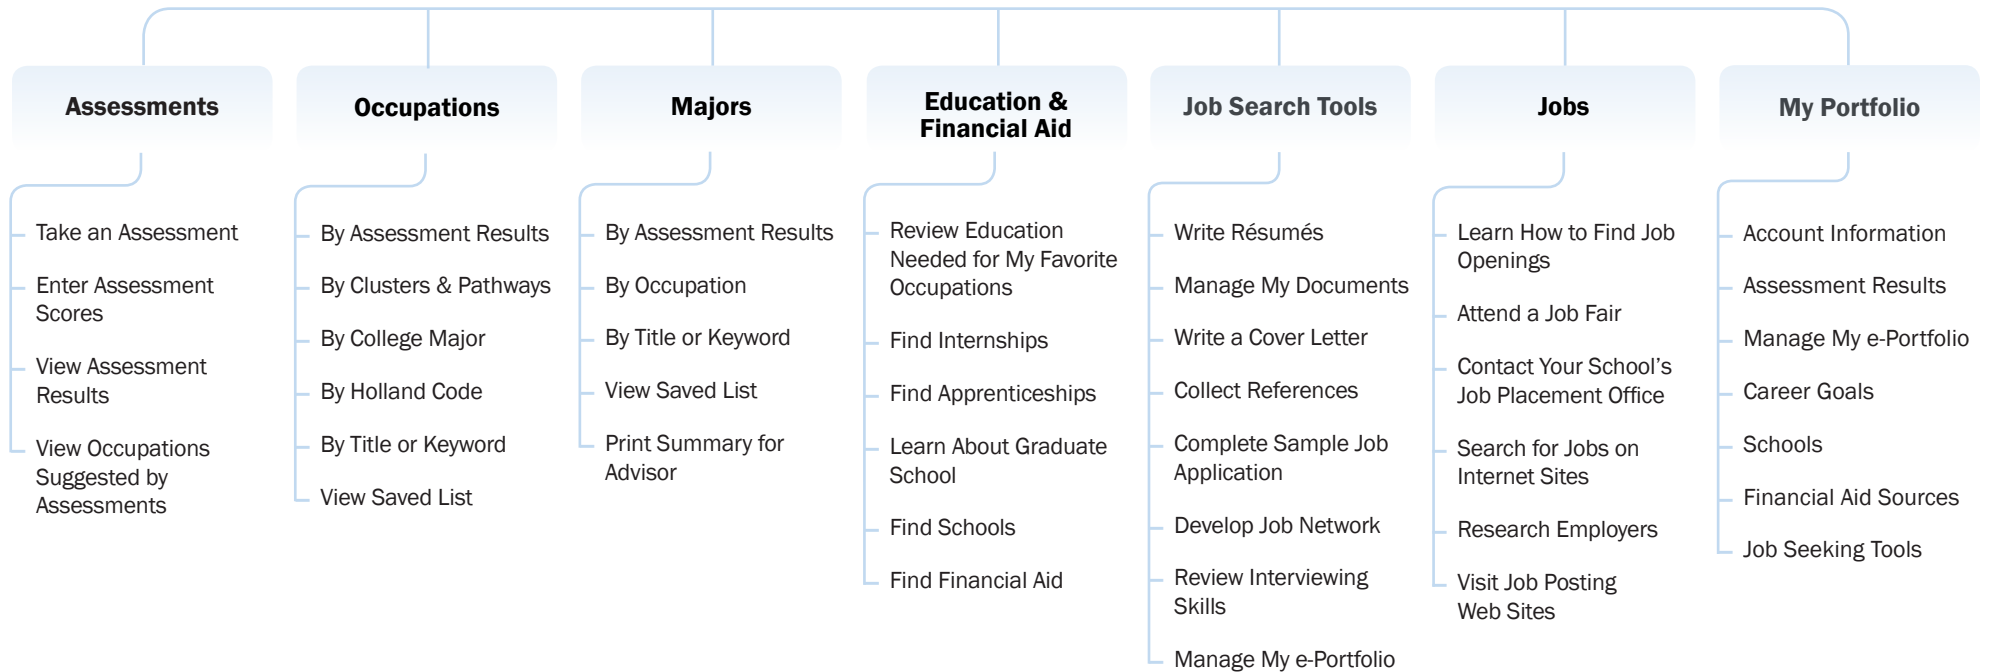 Assessments
Take an Assessment
Enter Assessment
Scores
View Assessment
Results
View Occupations
Suggested by
Assessments
Occupations
By Assessment Results
By Clusters & Pathways
By College Major
By Holland Code
By Title or Keyword
View Saved List
Majors
By Assessment Results
By Occupation
By Title or Keyword
View Saved List
Print Summary for
Advisor
Education &
Financial Aid
Review Education
Needed for My Favorite
Occupations
Find Internships
Find Apprenticeships
Learn About Graduate
School
Find Schools
Find Financial Aid
Job Search Tools
Write Résumés
Manage My Documents
Write a Cover Letter
Collect References
Complete Sample Job
Application
Develop Job Network
Review Interviewing
Skills
Manage My e-Portfolio
Jobs
Learn How to Find Job
Openings
Attend a Job Fair
Contact Your School’s
Job Placement Office
Search for Jobs on
Internet Sites
Research Employers
Visit Job Posting
Web Sites
My Portfolio
Account Information
Assessment Results
Manage My e-Portfolio
Career Goals
Schools
Financial Aid Sources
Job Seeking Tools